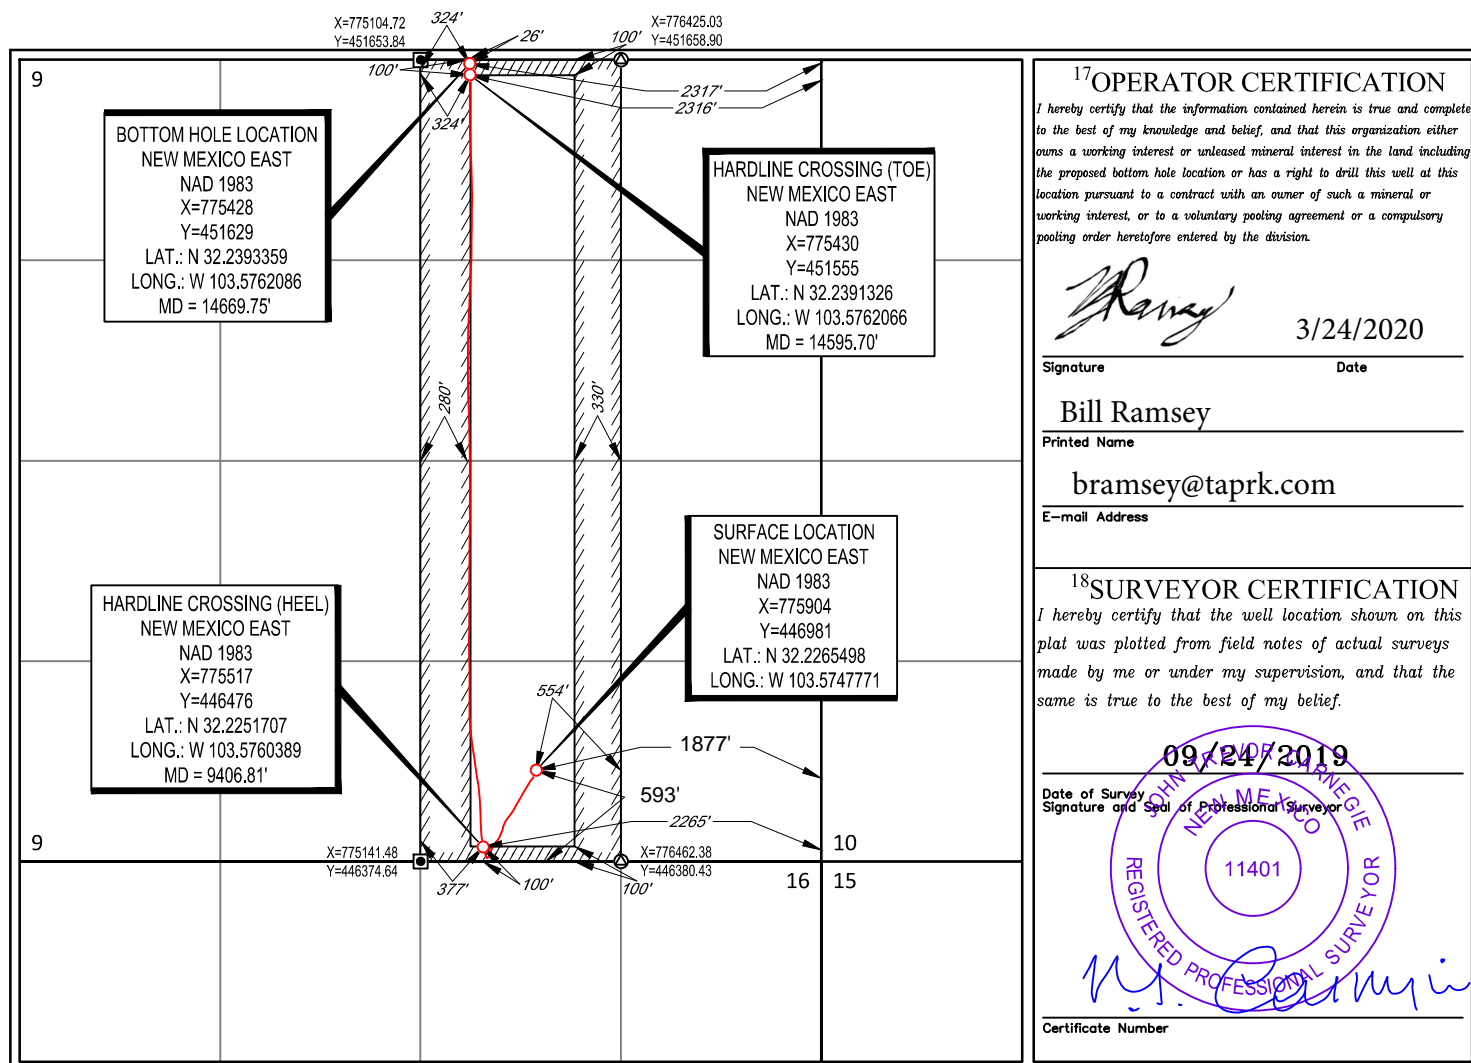 X=775104.72
Y=451653.84
324'
26'
100'
X=776425.03
Y=451658.90
9
100'
2317'
2316'
324'
BOTTOM HOLE LOCATION
NEW MEXICO EAST
NAD 1983
X=775428
Y=451629
LAT.: N 32.2393359
LONG.: W 103.5762086
MD = 14669.75'
HARDLINE CROSSING (TOE)
NEW MEXICO EAST
NAD 1983
X=775430
Y=451555
LAT.: N 32.2391326
LONG.: W 103.5762066
MD = 14595.70'
280'
330'
SURFACE LOCATION
NEW MEXICO EAST
NAD 1983
X=775904
Y=446981
LAT.: N 32.2265498
LONG.: W 103.5747771
HARDLINE CROSSING (HEEL)
NEW MEXICO EAST
NAD 1983
X=775517
Y=446476
LAT.: N 32.2251707
LONG.: W 103.5760389
MD = 9406.81'
554'
1877'
593'
2265'
9
10
X=775141.48
Y=446374.64
377'
100'
X=776462.38
Y=446380.43
100'
16
15
17 OPERATOR CERTIFICATION
I hereby certify that the information contained herein is true and complete
to the best of my knowledge and belief, and that this organization either
owns a working interest or unleased mineral interest in the land including
the proposed bottom hole location or has a right to drill this well at this
location pursuant to a contract with an owner of such a mineral or
working interest, or to a voluntary pooling agreement or a compulsory
pooling order heretofore entered by the division.
3/24/2020
Signature Date
Bill Ramsey
Printed Name
bramsey@taprk.com
E-mail Address
18 SURVEYOR CERTIFICATION
I hereby certify that the well location shown on this
plat was plotted from field notes of actual surveys
made by me or under my supervision, and that the
same is true to the best of my belief.
09/24/2019
Date of Survey
Signature and Seal of Professional Surveyor
JOHN TREVOR CARNEGIE
NEW MEXICO
11401
REGISTERED PROFESSIONAL SURVEYOR
Certificate Number